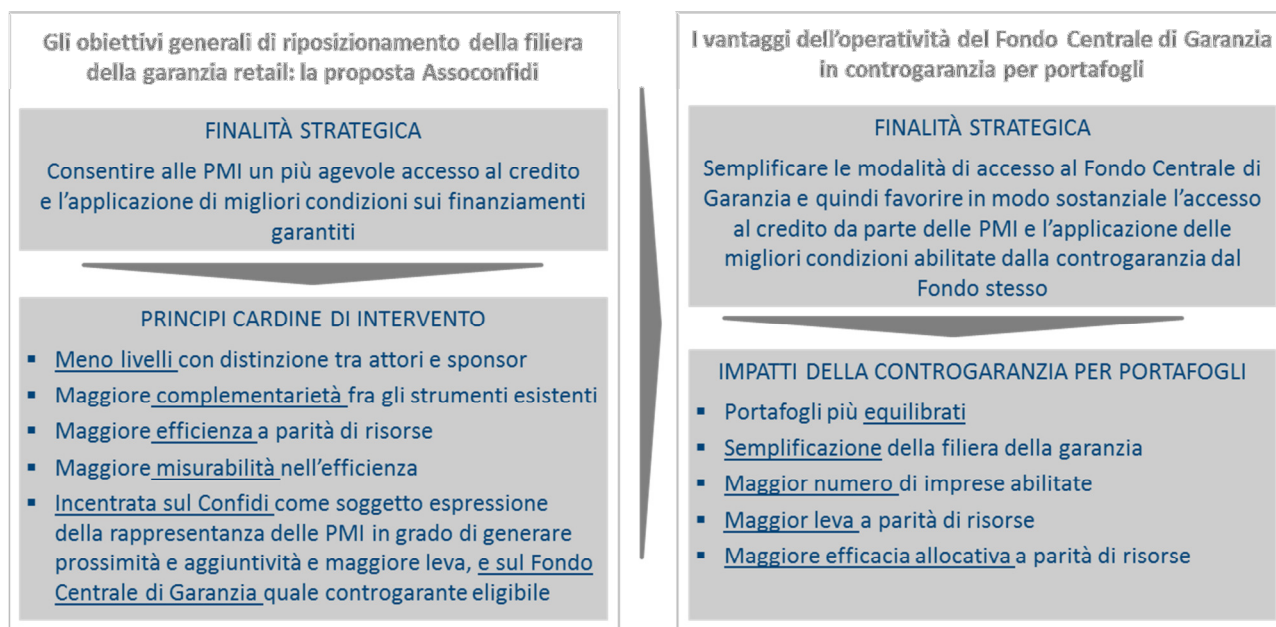 Gli obiettivi generali di riposizionamento della filiera
della garanzia retail: la proposta Assoconfidi
FINALITÀ STRATEGICA
Consentire alle PMI un più agevole accesso al credito
e l'applicazione di migliori condizioni sui finanziamenti
garantiti
PRINCIPI CARDINE DI INTERVENTO
▪ Meno livelli con distinzione tra attori e sponsor
▪ Maggiore complementarietà fra gli strumenti esistenti
▪ Maggiore efficienza a parità di risorse
▪ Maggiore misurabilità nell'efficienza
▪ Incentrata sul Confidi come soggetto espressione
della rappresentanza delle PMI in grado di generare
prossimità e aggiuntività e maggiore leva, e sul Fondo
Centrale di Garanzia quale controgarante eligibile
I vantaggi dell'operatività del Fondo Centrale di Garanzia
in controgaranzia per portafogli
FINALITÀ STRATEGICA
Semplificare le modalità di accesso al Fondo Centrale di
Garanzia e quindi favorire in modo sostanziale l'accesso
al credito da parte delle PMI e l'applicazione delle
migliori condizioni abilitate dalla controgaranzia dal
Fondo stesso
IMPATTI DELLA CONTROGARANZIA PER PORTAFOGLI
▪ Portafogli più equilibrati
▪ Semplificazione della filiera della garanzia
▪ Maggior numero di imprese abilitate
▪ Maggior leva a parità di risorse
▪ Maggiore efficacia allocativa a parità di risorse